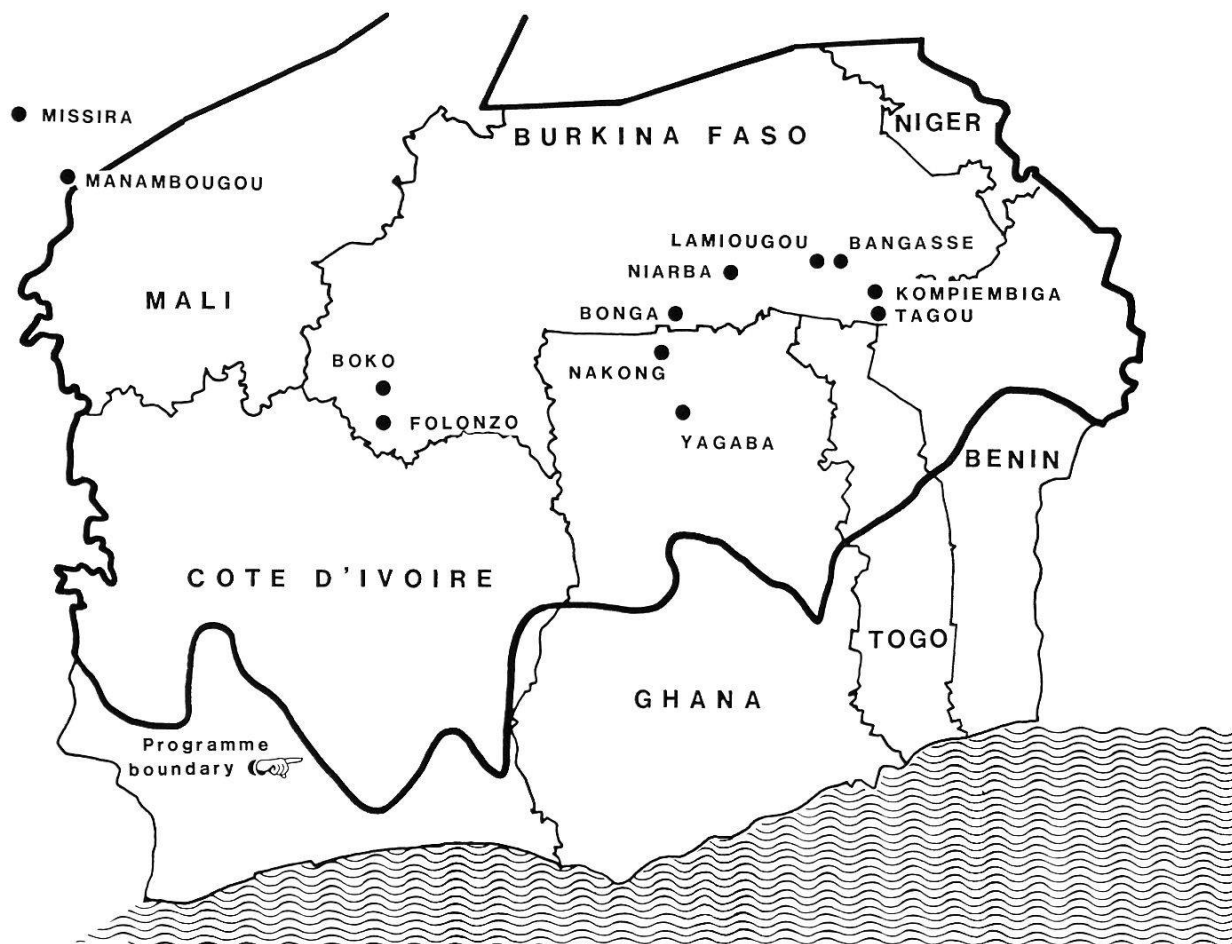 MISSIRA
BURKINA FASO
NIGER
MANAMBOUGOU
LAMIOUGOU
BANGASSE
NIARBA
MALI
KOMPIEMBIGA
BONGA
TAGOU
BOKO
NAKONG
FOLONZO
YAGABA
BENIN
COTE D'IVOIRE
TOGO
GHANA
Programme
boundary